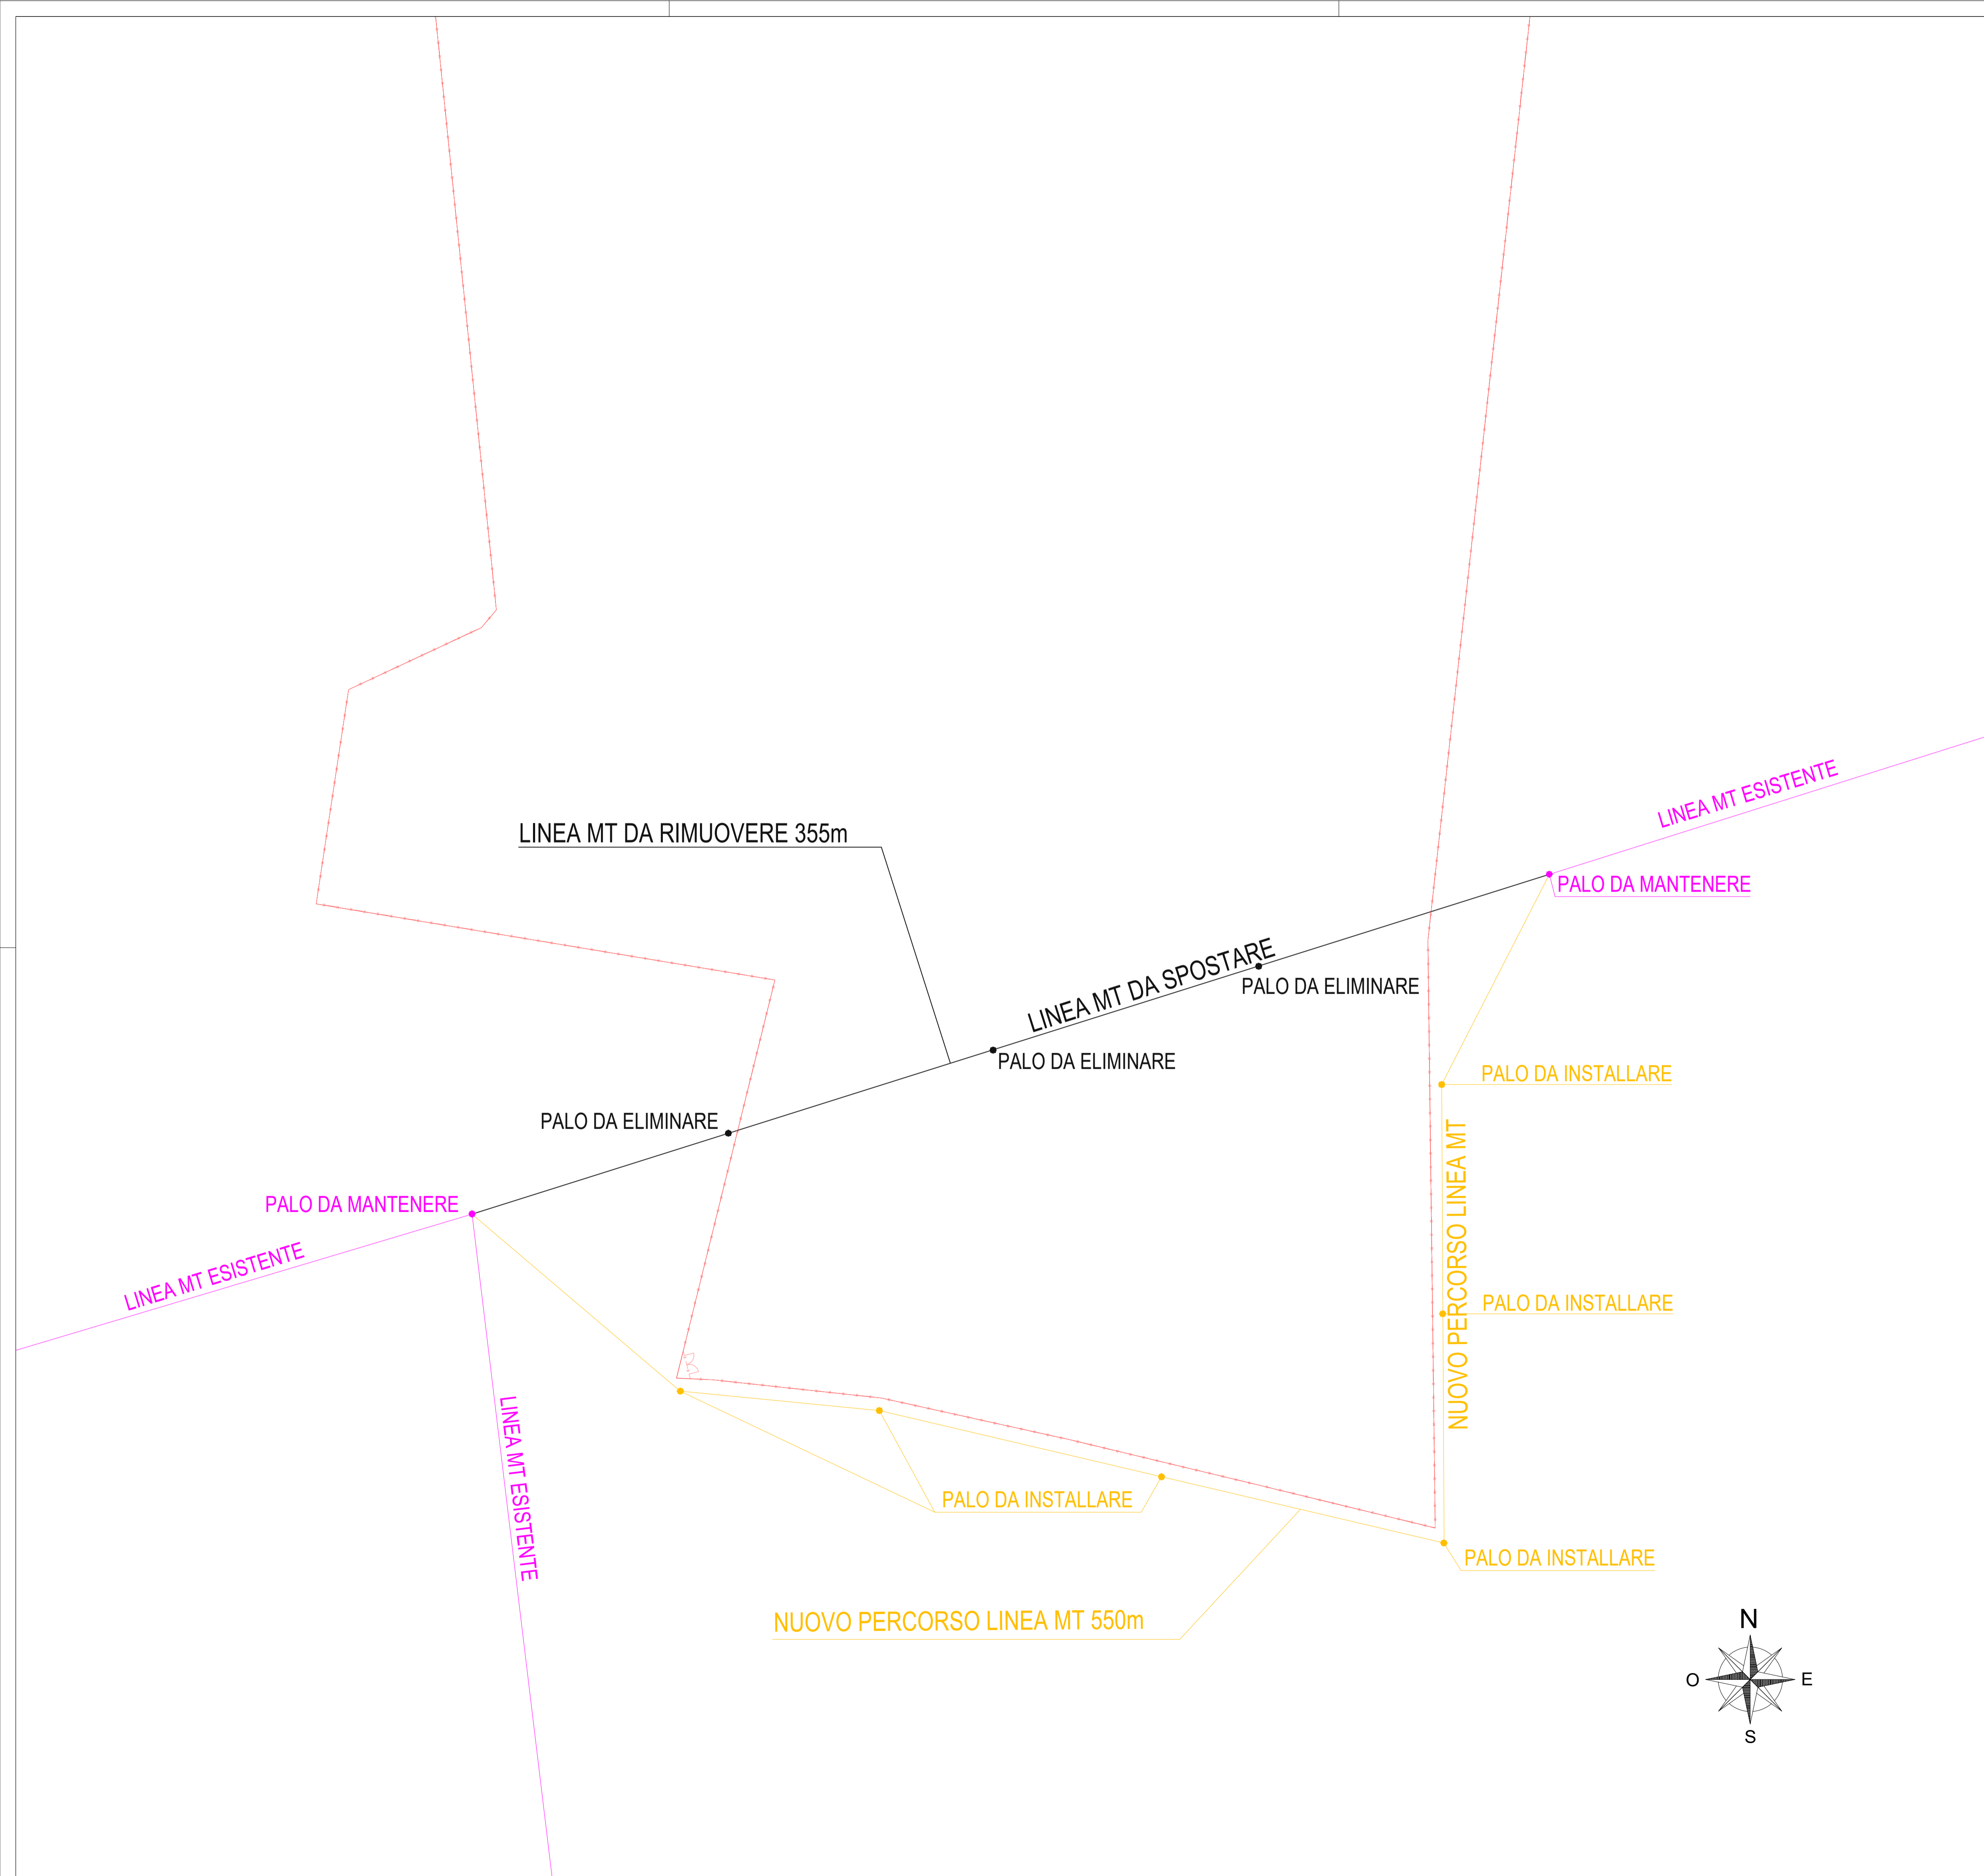 LINEA MT ESISTENTE
LINEA MT DA RIMUOVERE 355m
PALO DA MANTENERE
LINEA MT DA SPOSTARE
PALO DA ELIMINARE
PALO DA ELIMINARE
PALO DA INSTALLARE
PALO DA ELIMINARE
NUOVO PERCORSO LINEA MT
PALO DA MANTENERE
LINEA MT ESISTENTE
PALO DA INSTALLARE
LINEA MT ESISTENTE
PALO DA INSTALLARE
PALO DA INSTALLARE
NUOVO PERCORSO LINEA MT 550m
N
O
E
S